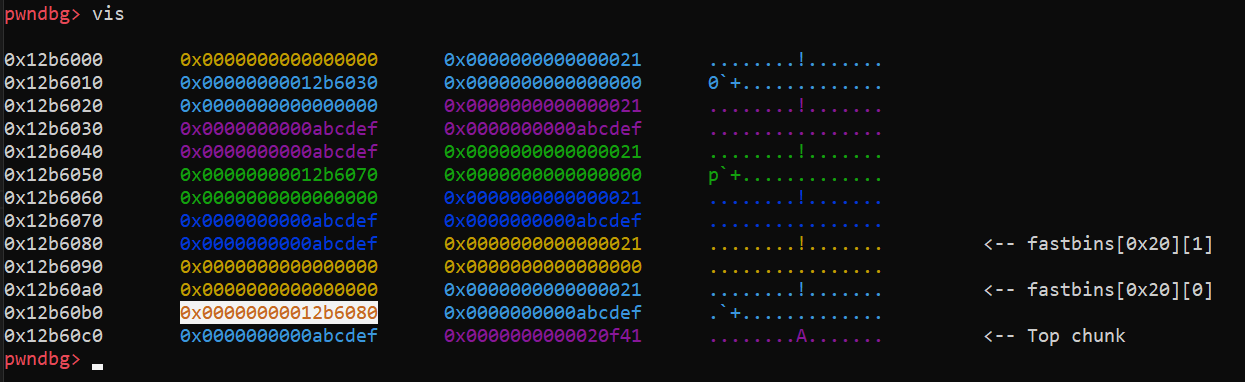 pwndbg> vis
0x12b6000 0x0000000000000000 0x0000000000000021 ........!.......
0x12b6010 0x00000000012b6030 0x0000000000000000 0`+.............
0x12b6020 0x0000000000000000 0x0000000000000021 ........!.......
0x12b6030 0x0000000000abcdef 0x0000000000abcdef ................
0x12b6040 0x0000000000abcdef 0x0000000000000021 ........!.......
0x12b6050 0x00000000012b6070 0x0000000000000000 p`+.............
0x12b6060 0x0000000000000000 0x0000000000000021 ........!.......
0x12b6070 0x0000000000abcdef 0x0000000000abcdef ................
0x12b6080 0x0000000000abcdef 0x0000000000000021 ........!....... <-- fastbins[0x20][1]
0x12b6090 0x0000000000000000 0x0000000000000000 ................
0x12b60a0 0x0000000000000000 0x0000000000000021 ........!....... <-- fastbins[0x20][0]
0x12b60b0 0x00000000012b6080 0x0000000000abcdef .`+.............
0x12b60c0 0x0000000000abcdef 0x0000000000020f41 ........A....... <-- Top chunk
pwndbg>